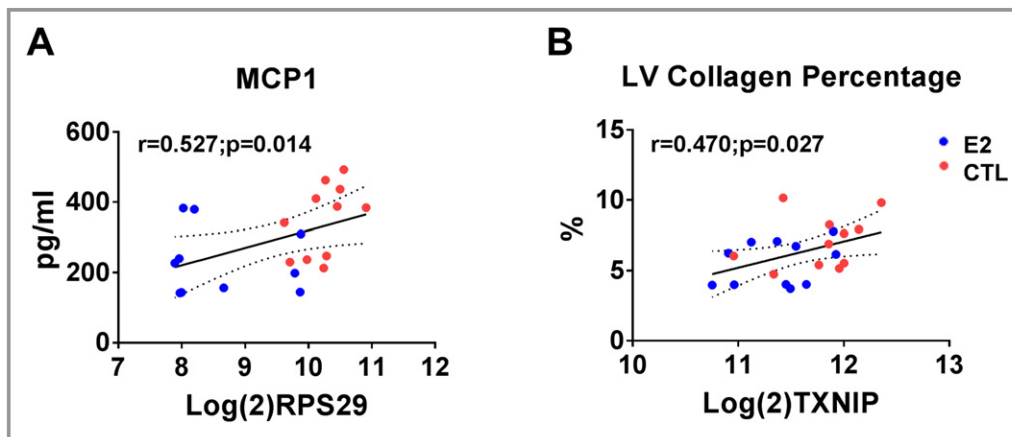 A
MCP1
r=0.527;p=0.014
pg/ml
600
400
200
0
7 8 9 10 11 12
Log(2)RPS29
B
LV Collagen Percentage
r=0.470;p=0.027
%
15
10
5
0
10 11 12 13
Log(2)TXNIP
E2
CTL